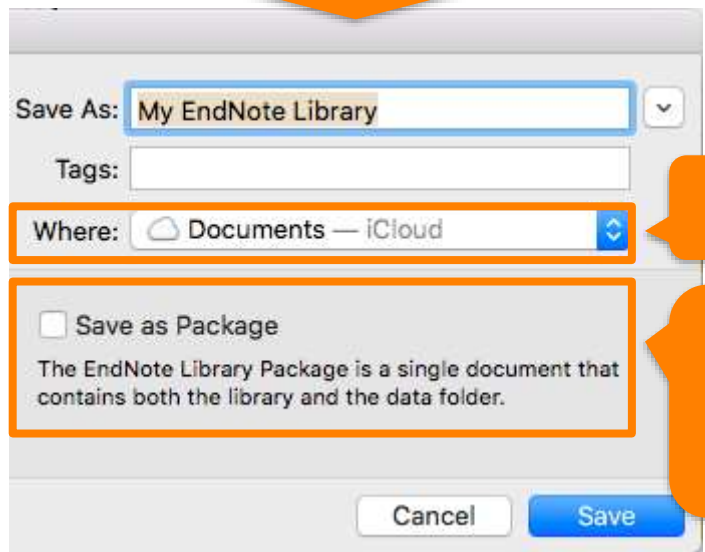 Save As: My EndNote Library
Tags:
Where: Documents — iCloud
Save as Package
The EndNote Library Package is a single document that
contains both the library and the data folder.
Cancel Save